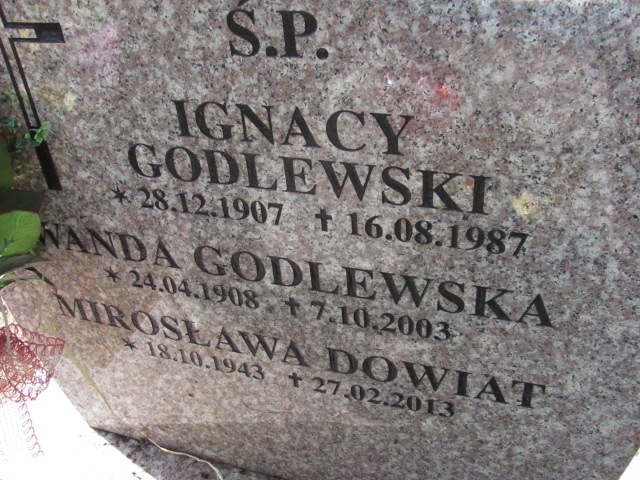 Ś.P.
IGNACY
GODLEWSKI
* 28.12.1907 ✝ 16.08.1987
WANDA GODLEWSKA
* 24.04.1908 ✝ 7.10.2003
MIROSŁAWA DOWIAT
* 18.10.1943 ✝ 27.02.2013